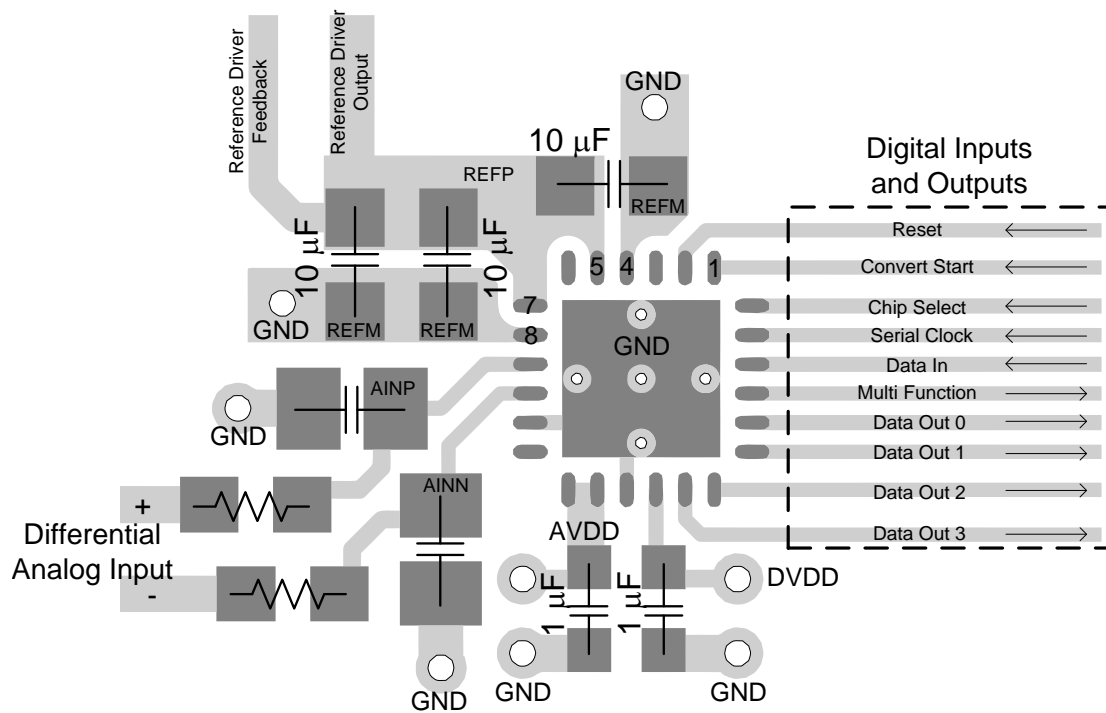 Reference Driver
Feedback
Reference Driver
Output
GND
10 μF
REFP
REFM
Digital Inputs
and Outputs
Reset
Convert Start
Chip Select
Serial Clock
Data In
Multi Function
Data Out 0
Data Out 1
Data Out 2
Data Out 3
10 μF
10 μF
REFM
REFM
GND
5
4
1
7
8
GND
AINP
GND
AINN
+
Differential
Analog Input
-
GND
AVDD
DVDD
1 μF
1 μF
GND
GND